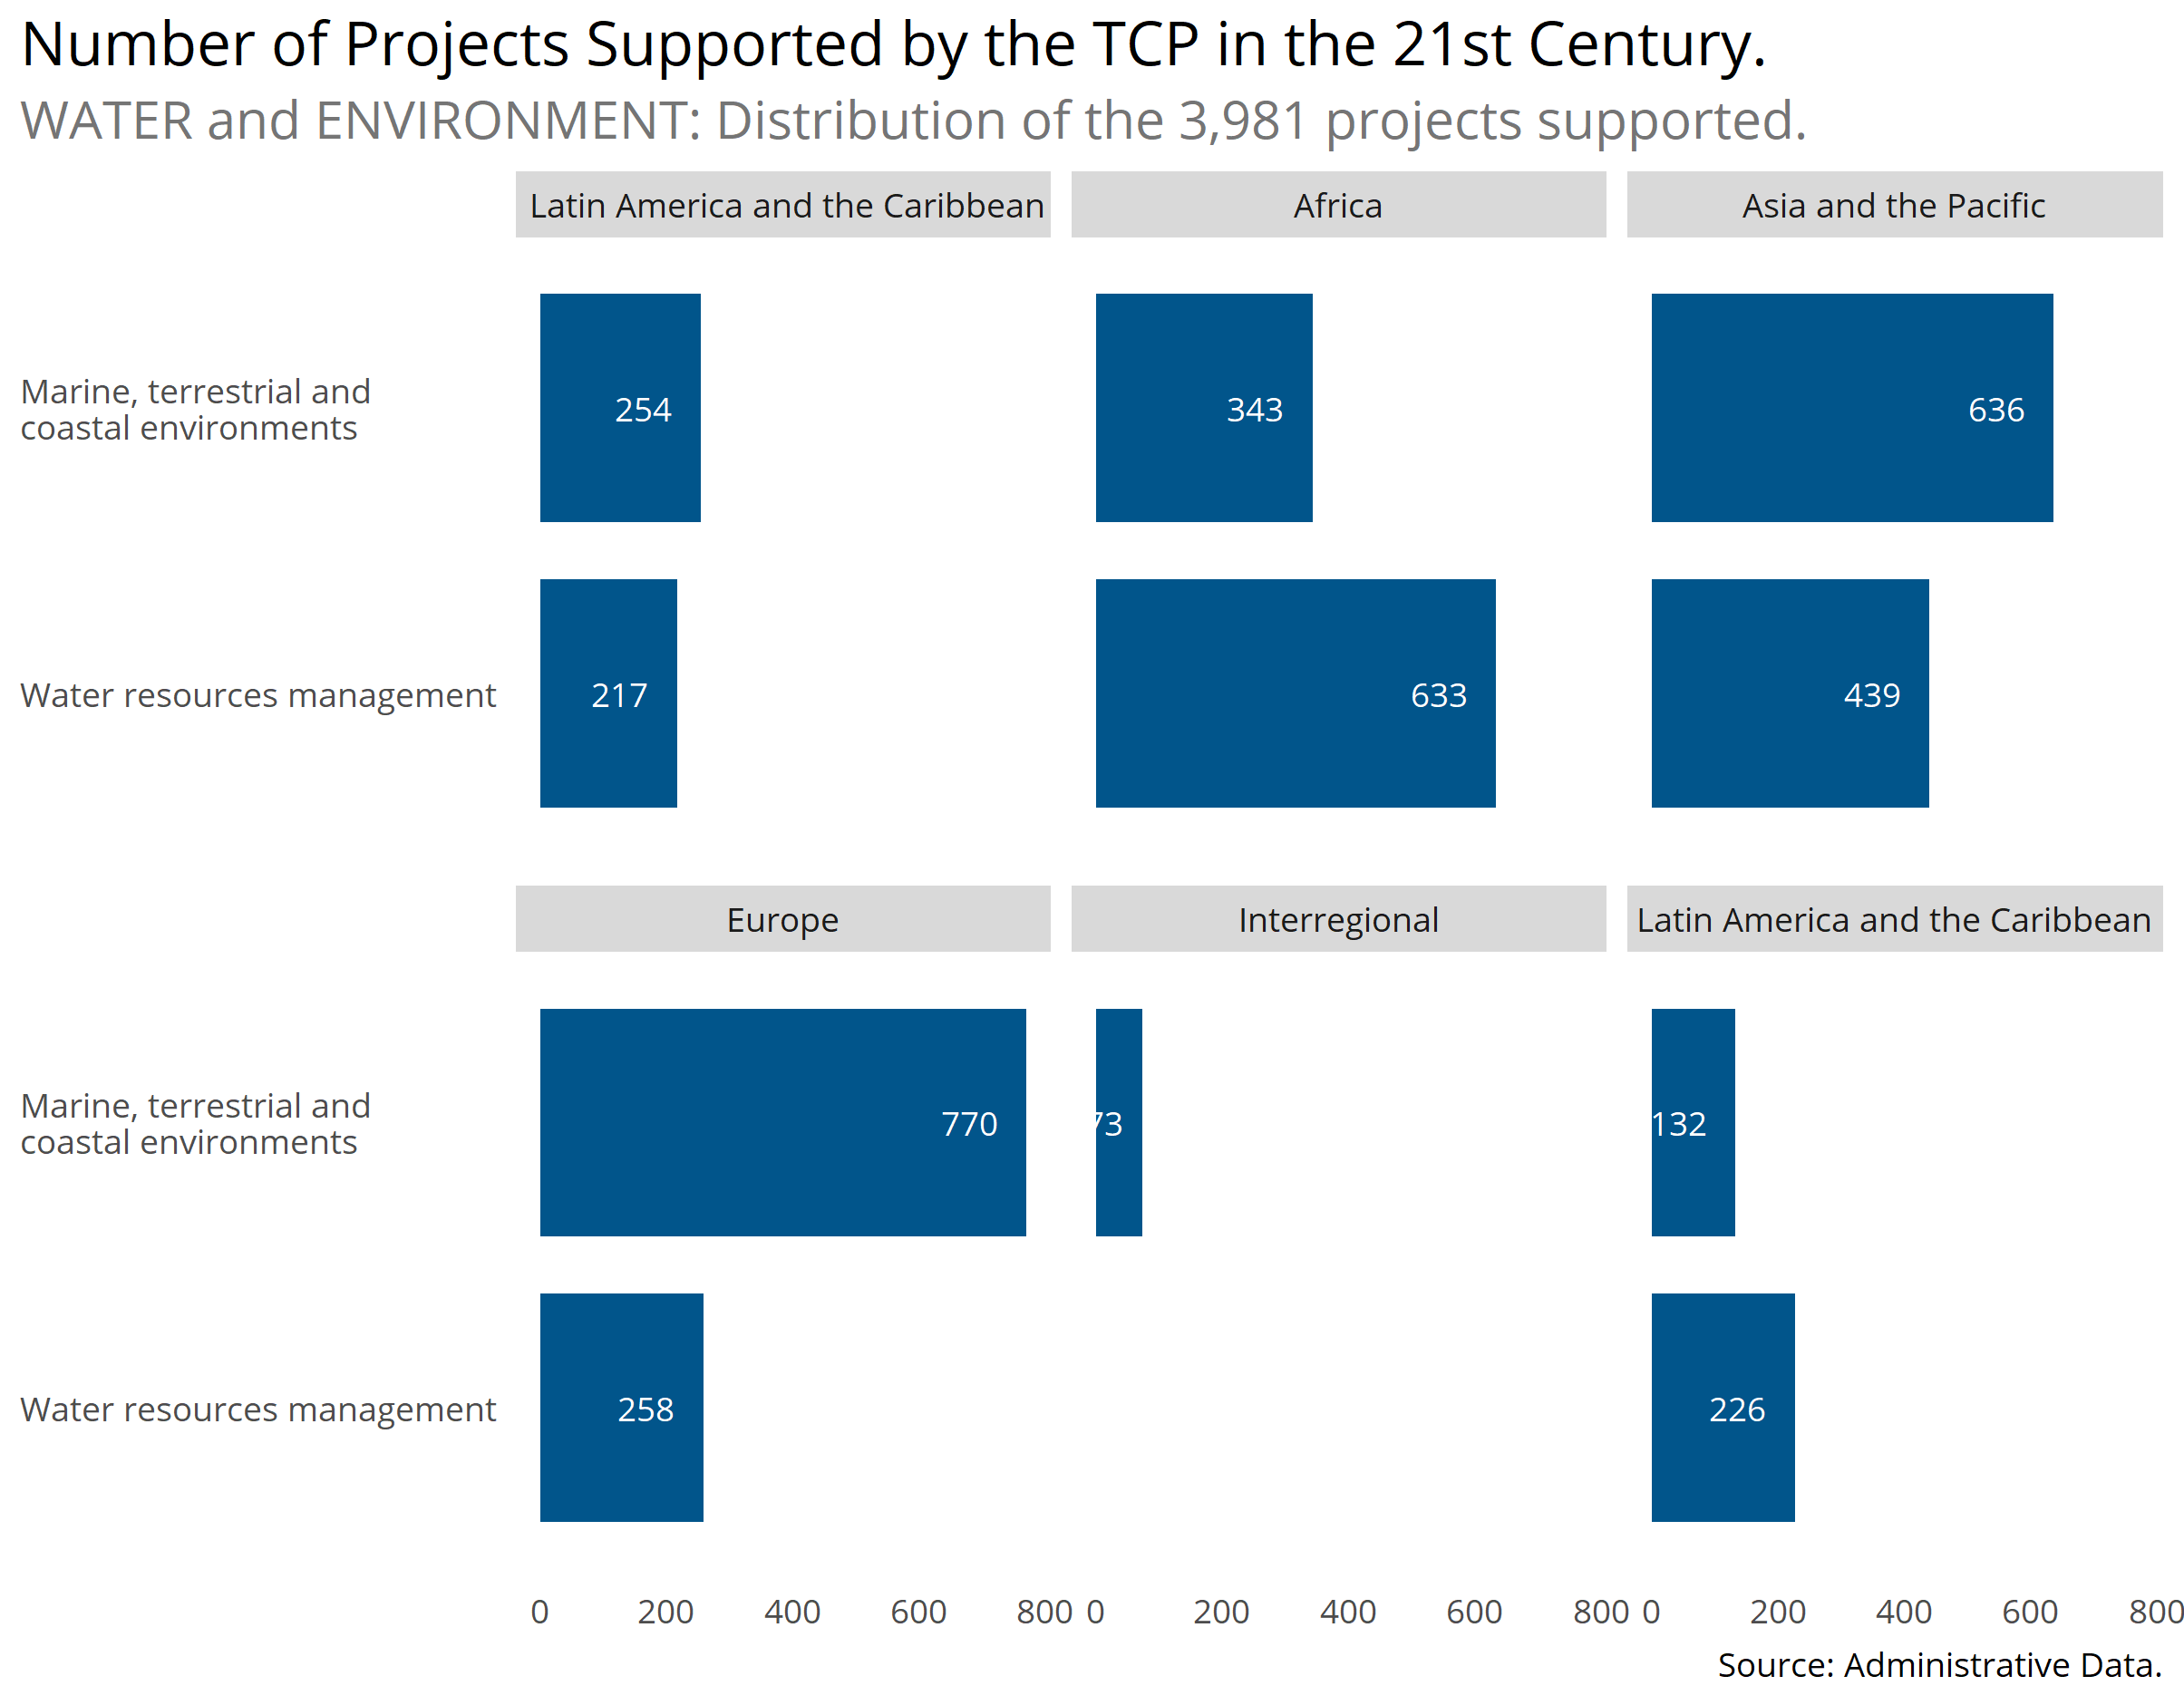 Number of Projects Supported by the TCP in the 21st Century.
WATER and ENVIRONMENT: Distribution of the 3,981 projects supported.
Latin America and the Caribbean Africa Asia and the Pacific
Marine, terrestrial and
coastal environments
254 343 636
Water resources management 217 633 439
Europe Interregional Latin America and the Caribbean
Marine, terrestrial and
coastal environments
770 73 132
Water resources management 258 226
0 200 400 600 800 0 200 400 600 800 0 200 400 600 800
Source: Administrative Data.